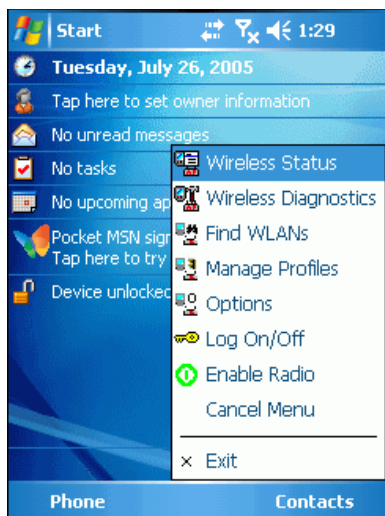 Start 1:29
Tuesday, July 26, 2005
Tap here to set owner information
No unread messages
No tasks
No upcoming ap
Pocket MSN sign
Tap here to try
Device unlocked
Wireless Status
Wireless Diagnostics
Find WLANs
Manage Profiles
Options
Log On/Off
Enable Radio
Cancel Menu
Exit
Phone Contacts